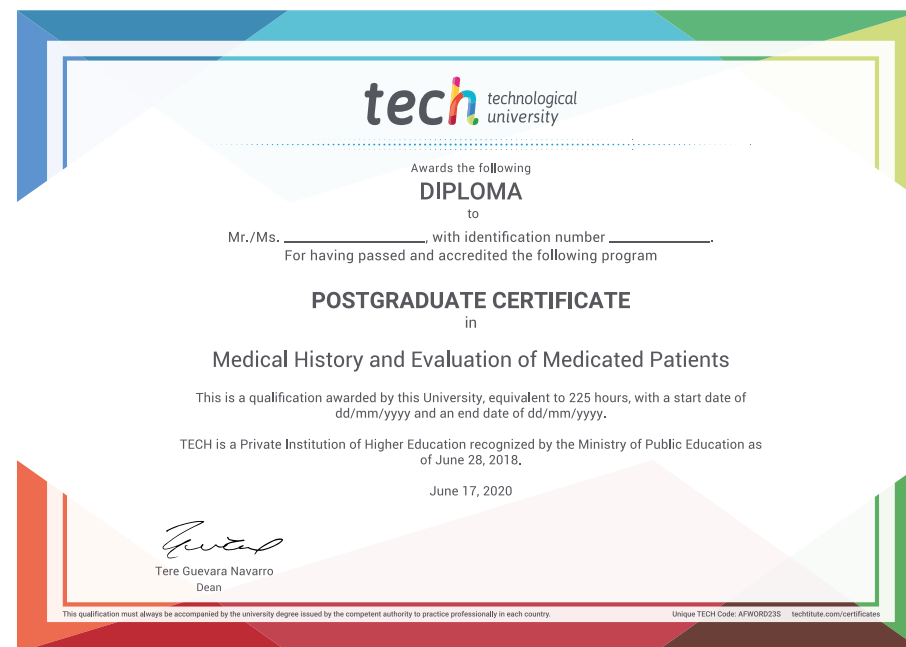 tech technological
university
Awards the following
DIPLOMA
to
Mr./Ms. ____________________, with identification number ______________.
For having passed and accredited the following program
POSTGRADUATE CERTIFICATE
in
Medical History and Evaluation of Medicated Patients
This is a qualification awarded by this University, equivalent to 225 hours, with a start date of
dd/mm/yyyy and an end date of dd/mm/yyyy.
TECH is a Private Institution of Higher Education recognized by the Ministry of Public Education as
of June 28, 2018.
June 17, 2020
Tere Guevara Navarro
Dean
This qualification must always be accompanied by the university degree issued by the competent authority to practice professionally in each country. Unique TECH Code: AFWORD23S techtitute.com/certificates